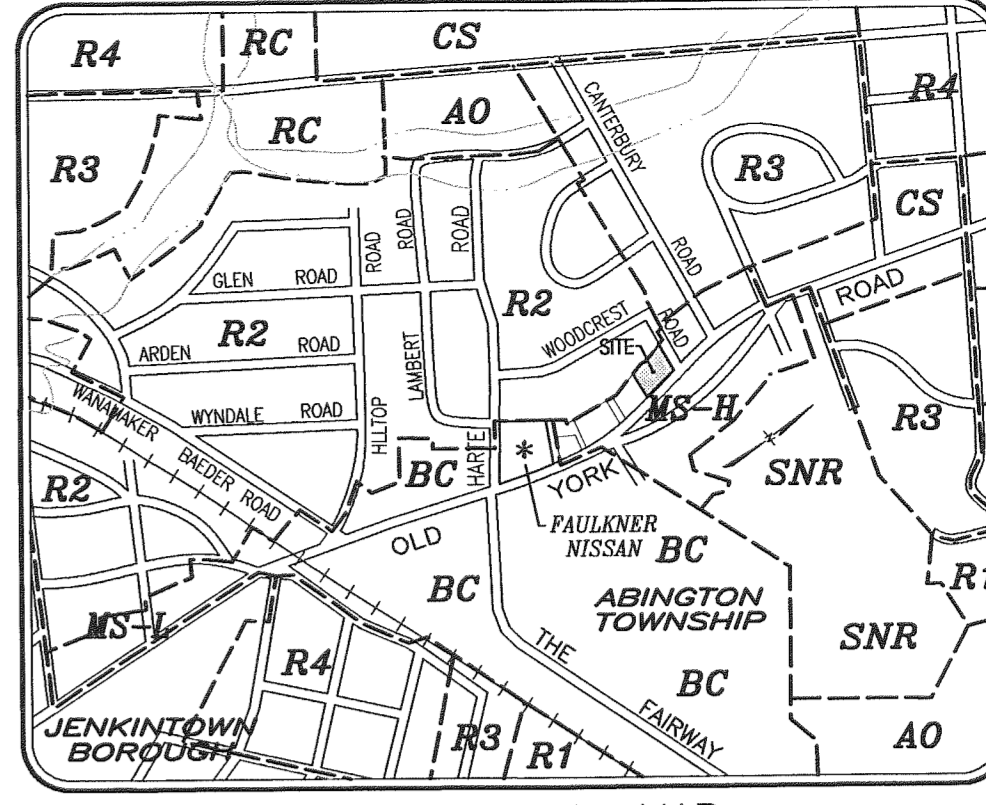 R4
RC
CS
CANTERBURY
ROAD
R4
RC
AO
R3
R3
CS
ROAD
ROAD
ROAD
GLEN ROAD
R2
ROAD
R2
WOODCREST
ROAD
SITE
ARDEN ROAD
LAMBERT
WANAMAKER
WYNDALE ROAD
HLLTOP
MS-H
R3
BAEDER ROAD
BC
HARTE
*
SNR
R2
YORK
OLD
FAULKNER
NISSAN
BC
BC
ABINGTON
TOWNSHIP
R1
MS-L
THE
SNR
R4
BC
FAIRWAY
JENKINTOWN
BOROUGH
R3
R1
AO